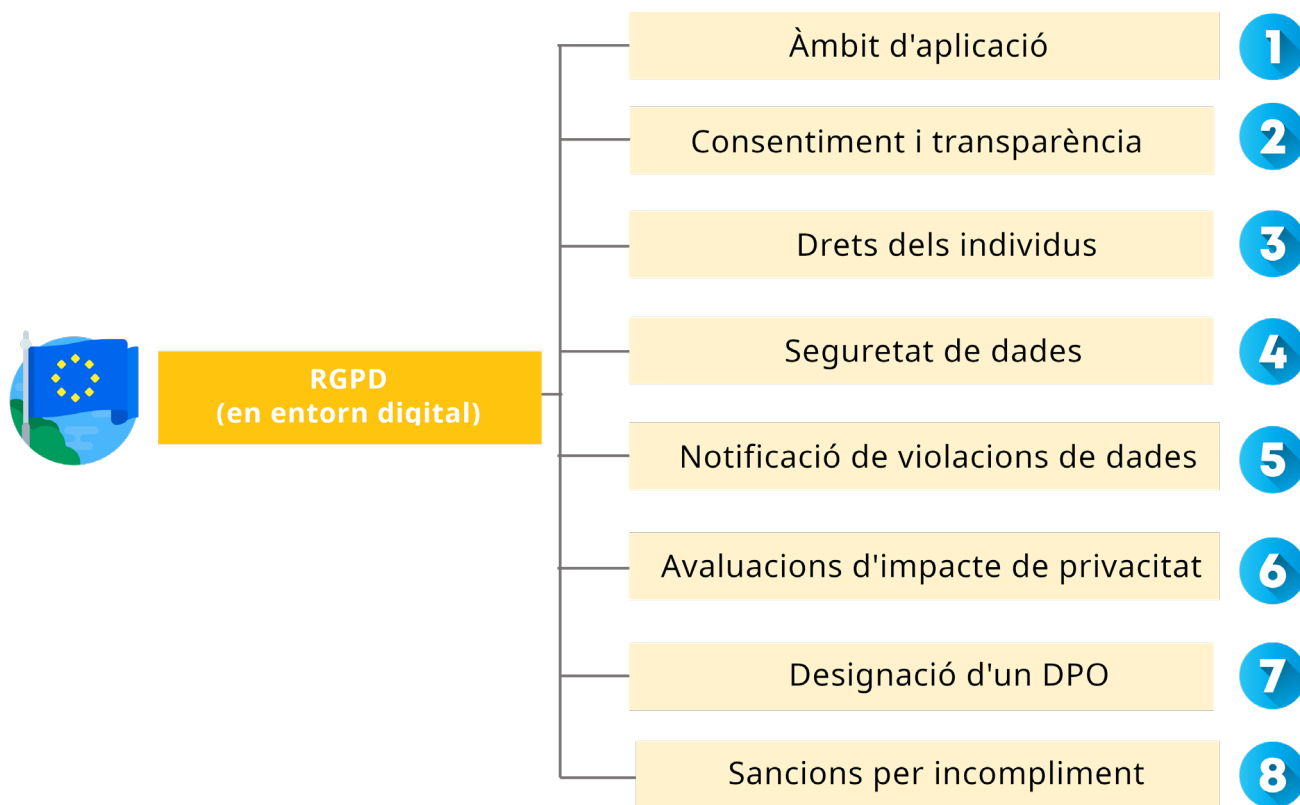 Àmbit d'aplicació
1
Consentiment i transparència
2
Drets dels individus
3
Seguretat de dades
4
RGPD
(en entorn digital)
Notificació de violacions de dades
5
Avaluacions d'impacte de privacitat
6
Designació d'un DPO
7
Sancions per incompliment
8